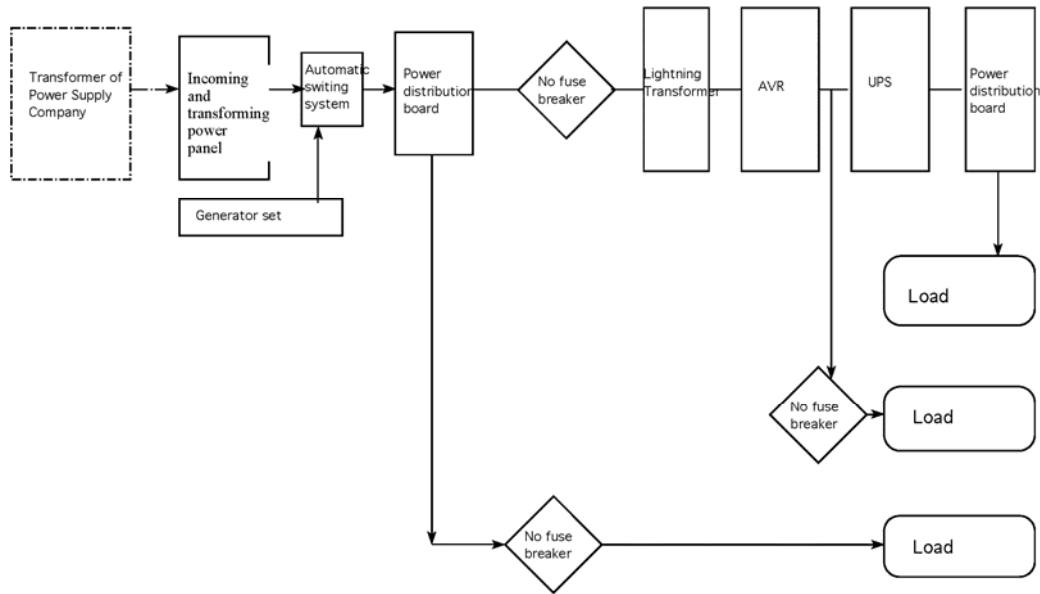 Transformer of
Power Supply
Company
Incoming
and
transforming
power
panel
Automatic
switing
system
Power
distribution
board
No fuse
breaker
Lightning
Transformer
AVR
UPS
Power
distribution
board
Generator set
Load
No fuse
breaker
Load
No fuse
breaker
Load